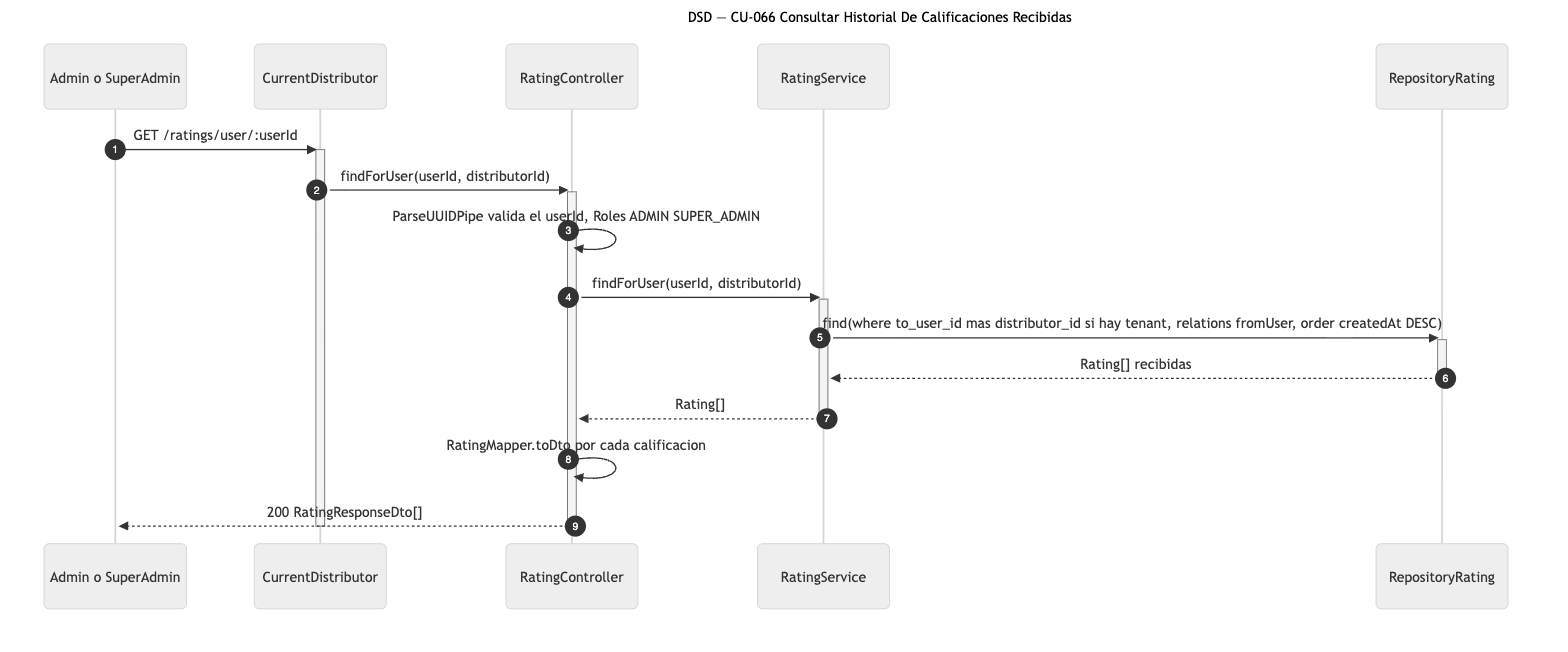 DSD — CU-066 Consultar Historial De Calificaciones Recibidas
Admin o SuperAdmin
CurrentDistributor
RatingController
RatingService
RepositoryRating
GET /ratings/user/:userId
1
findForUser(userId, distributorId)
2
ParseUUIDPipe valida el userId, Roles ADMIN SUPER_ADMIN
3
findForUser(userId, distributorId)
4
find(where to_user_id mas distributor_id si hay tenant, relations fromUser, order createdAt DESC)
5
Rating[] recibidas
6
Rating[]
7
RatingMapper.toDto por cada calificacion
8
200 RatingResponseDto[]
9
Admin o SuperAdmin
CurrentDistributor
RatingController
RatingService
RepositoryRating